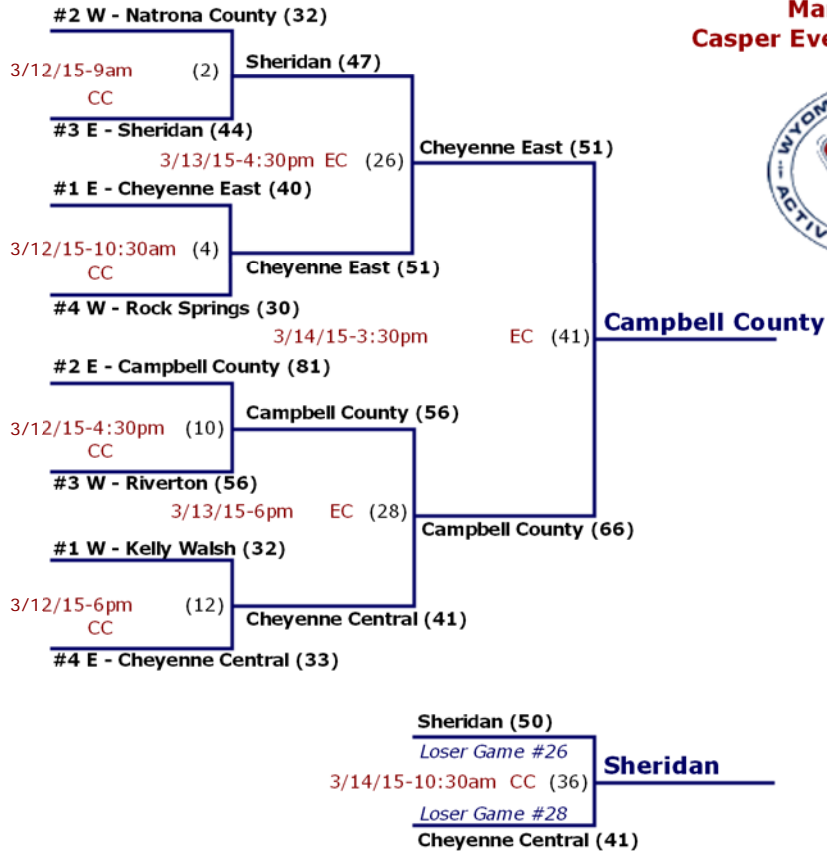 Ma
Casper Eve
WYOM
ACTIV
#2 W - Natrona County (32)
3/12/15-9am (2)
CC
Sheridan (47)
#3 E - Sheridan (44)
3/13/15-4:30pm EC (26)
Cheyenne East (51)
#1 E - Cheyenne East (40)
3/12/15-10:30am (4)
CC
Cheyenne East (51)
#4 W - Rock Springs (30)
3/14/15-3:30pm EC (41)
Campbell County
#2 E - Campbell County (81)
3/12/15-4:30pm (10)
CC
Campbell County (56)
#3 W - Riverton (56)
3/13/15-6pm EC (28)
Campbell County (66)
#1 W - Kelly Walsh (32)
3/12/15-6pm (12)
CC
Cheyenne Central (41)
#4 E - Cheyenne Central (33)
Sheridan (50)
Loser Game #26
3/14/15-10:30am CC (36)
Sheridan
Loser Game #28
Cheyenne Central (41)